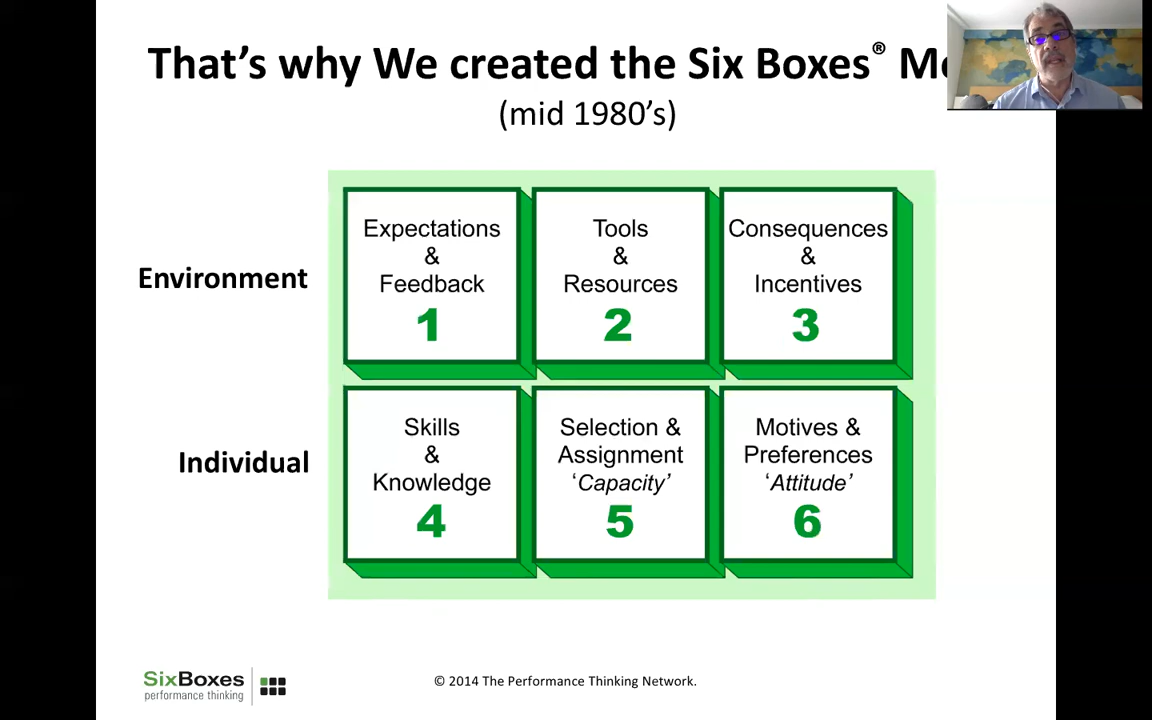 That’s why We created the Six Boxes®
(mid 1980’s)
Environment
Expectations
&
Feedback
1
Tools
&
Resources
2
Consequences
&
Incentives
3
Individual
Skills
&
Knowledge
4
Selection &
Assignment
‘Capacity’
5
Motives &
Preferences
‘Attitude’
6
SixBoxes
performance thinking
© 2014 The Performance Thinking Network.